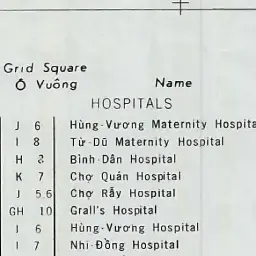 Grid Square
Ô Vuông Name
HOSPITALS
J 6 Hùng-Vương Maternity Hospita
I 8 Từ-Dũ Maternity Hospital
H 3 Bình-Dân Hospital
K 7 Chợ Quán Hospital
J 5.6 Chợ Rẫy Hospital
GH 10 Grall's Hospital
J 6 Hùng-Vương Hospital
I 7 Nhi-Đồng Hospital